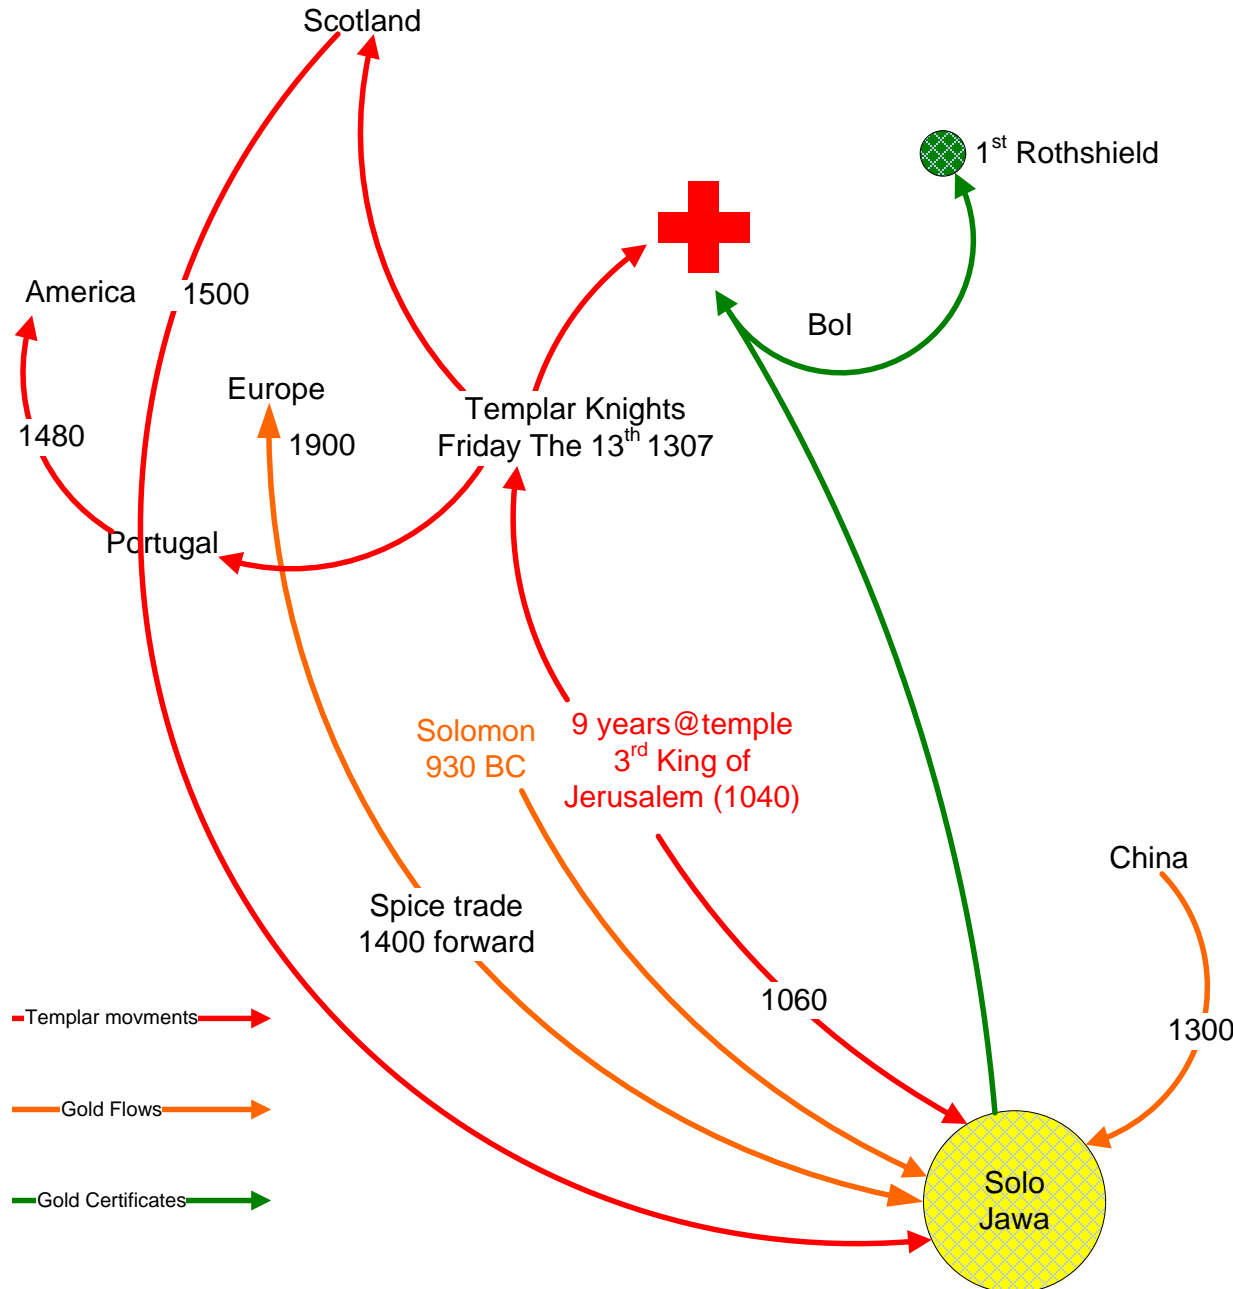 Scotland
1st Rothshield
America
1500
BoI
Europe
1900
1480
Templar Knights
Friday The 13th 1307
Portugal
Solomon
930 BC
9 years@temple
3rd King of
Jerusalem (1040)
China
Spice trade
1400 forward
1060
1300
Templar movments
Gold Flows
Gold Certificates
Solo
Jawa